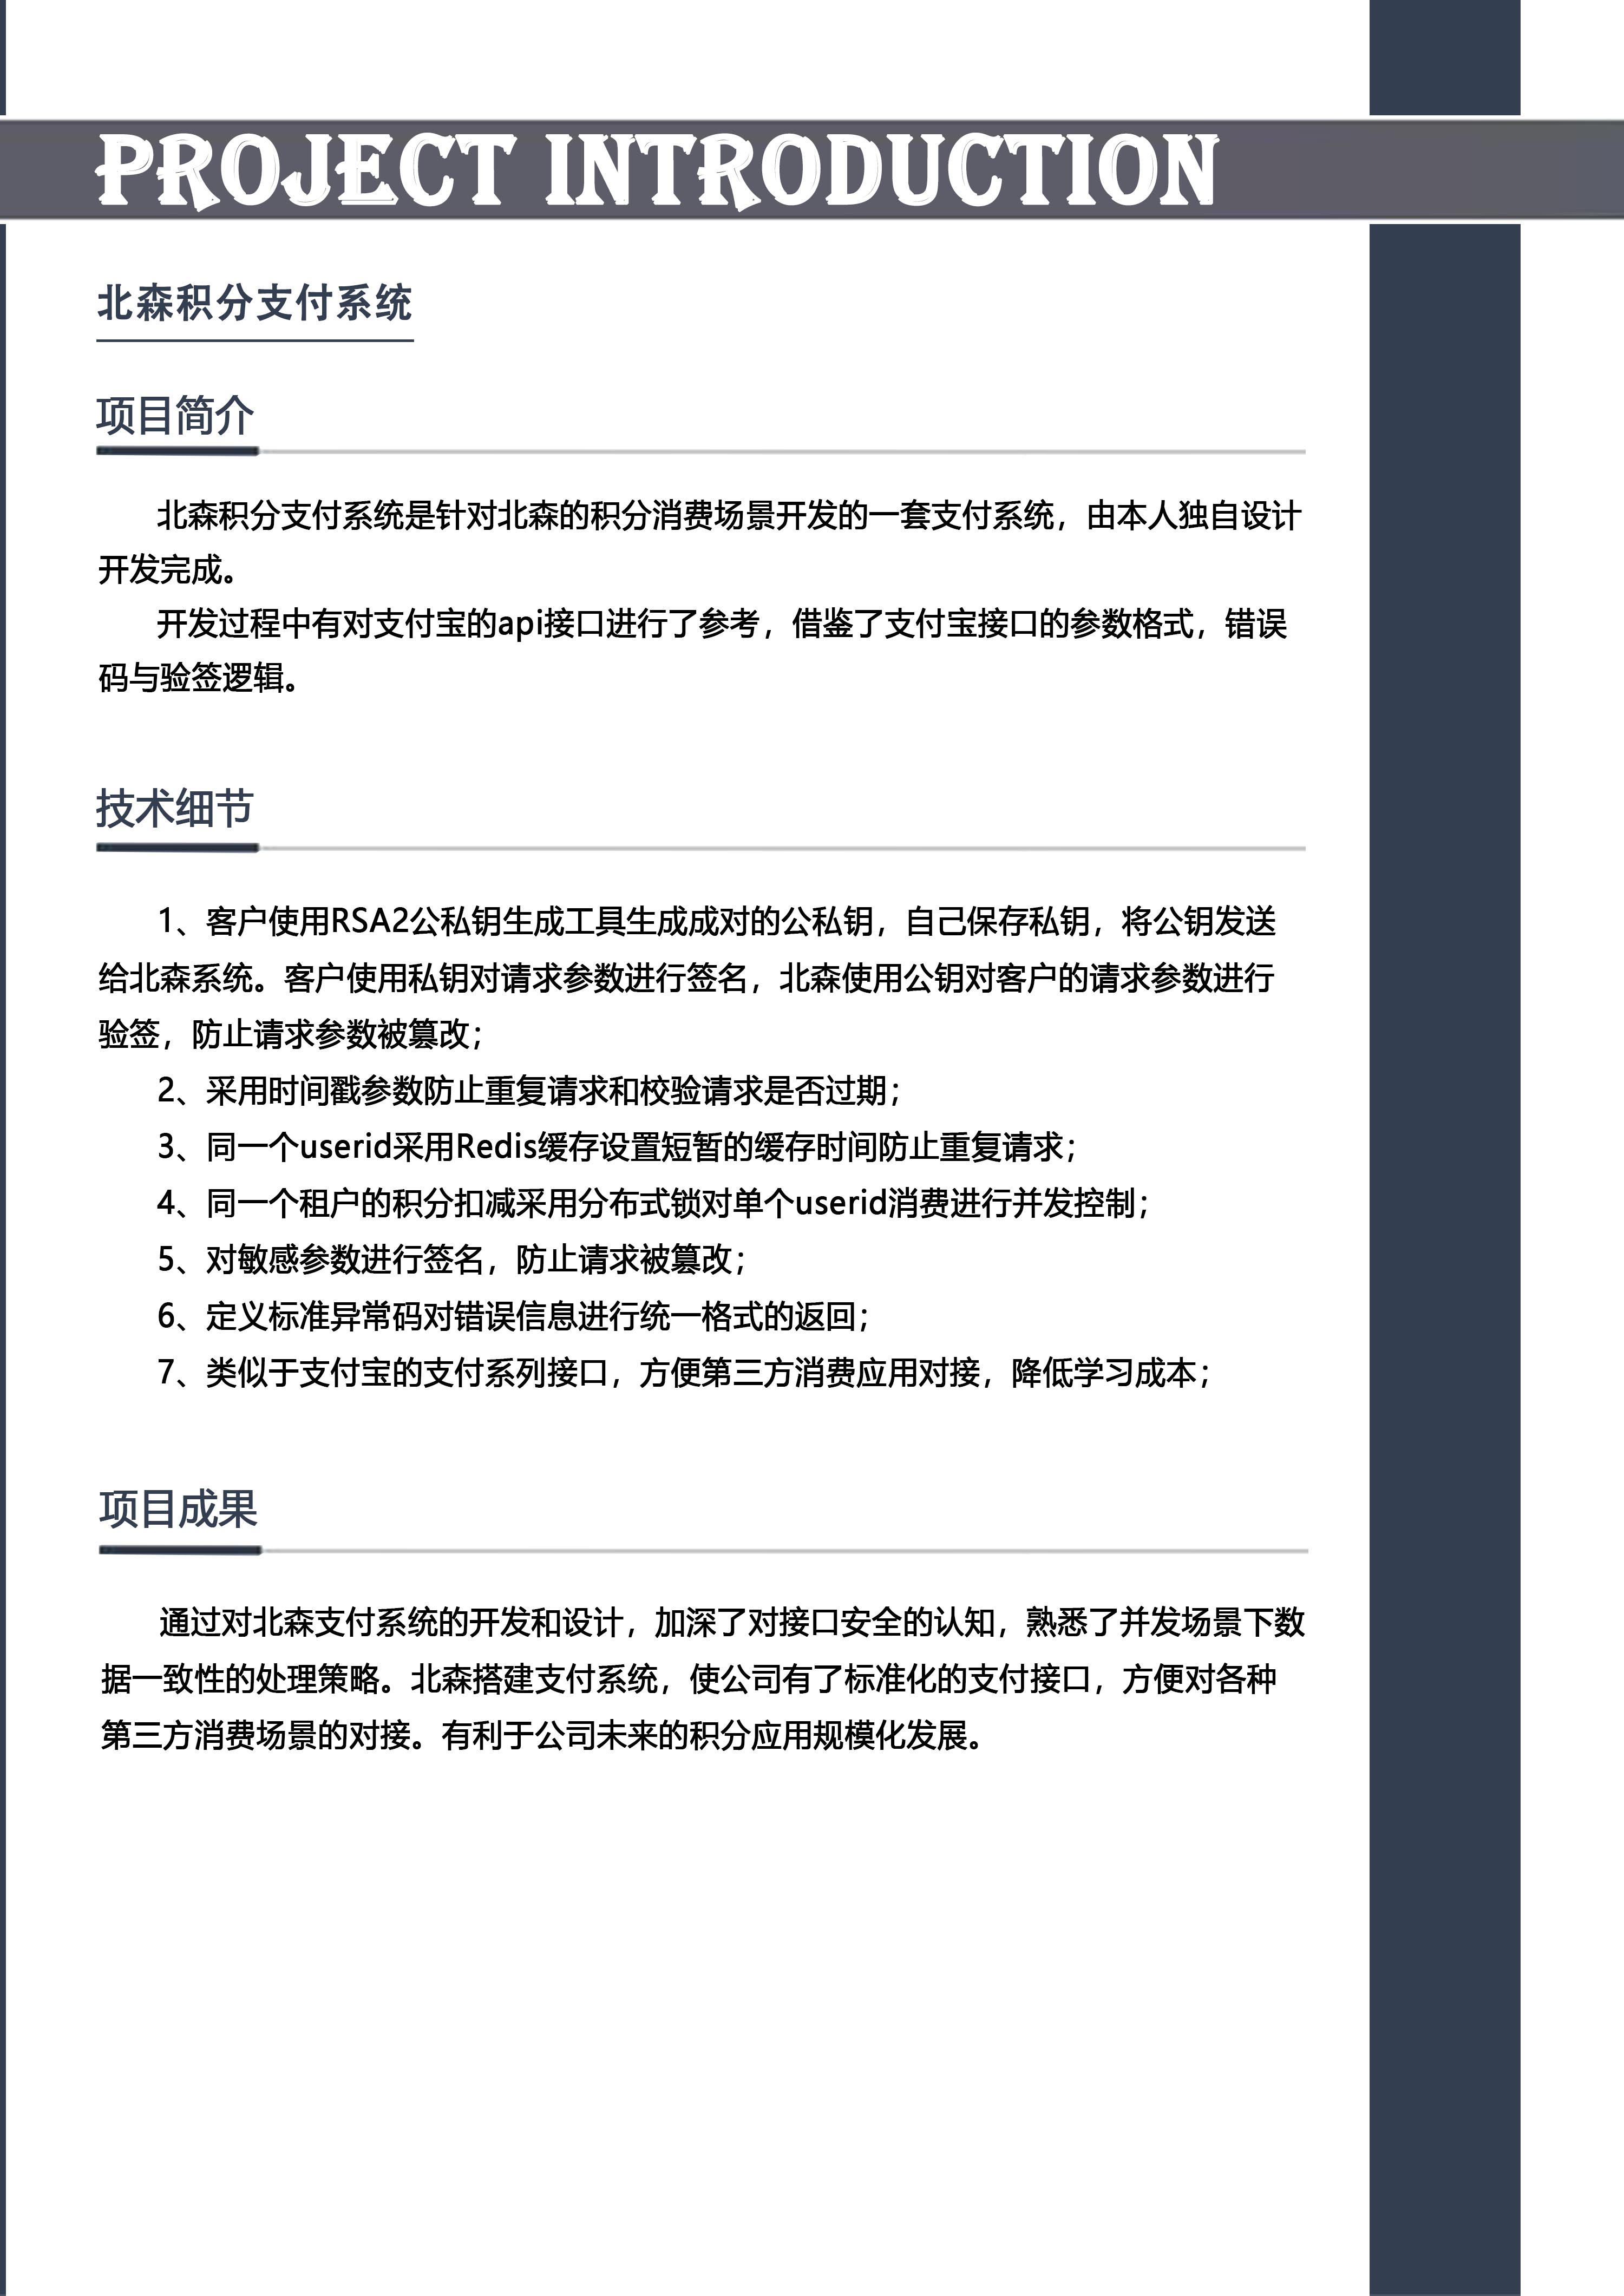 PROJECT INTRODUCTION
北森积分支付系统
项目简介
北森积分支付系统是针对北森的积分消费场景开发的一套支付系统，由本人独自设计
开发完成。
开发过程中有对支付宝的api接口进行了参考，借鉴了支付宝接口的参数格式，错误
码与验签逻辑。
技术细节
1、客户使用RSA2公私钥生成工具生成成对的公私钥，自己保存私钥，将公钥发送
给北森系统。客户使用私钥对请求参数进行签名，北森使用公钥对客户的请求参数进行
验签，防止请求参数被篡改；
2、采用时间戳参数防止重复请求和校验请求是否过期；
3、同一个userid采用Redis缓存设置短暂的缓存时间防止重复请求；
4、同一个租户的积分扣减采用分布式锁对单个userid消费进行并发控制；
5、对敏感参数进行签名，防止请求被篡改；
6、定义标准异常码对错误信息进行统一格式的返回；
7、类似于支付宝的支付系列接口，方便第三方消费应用对接，降低学习成本；
项目成果
通过对北森支付系统的开发和设计，加深了对接口安全的认知，熟悉了并发场景下数
据一致性的处理策略。北森搭建支付系统，使公司有了标准化的支付接口，方便对各种
第三方消费场景的对接。有利于公司未来的积分应用规模化发展。